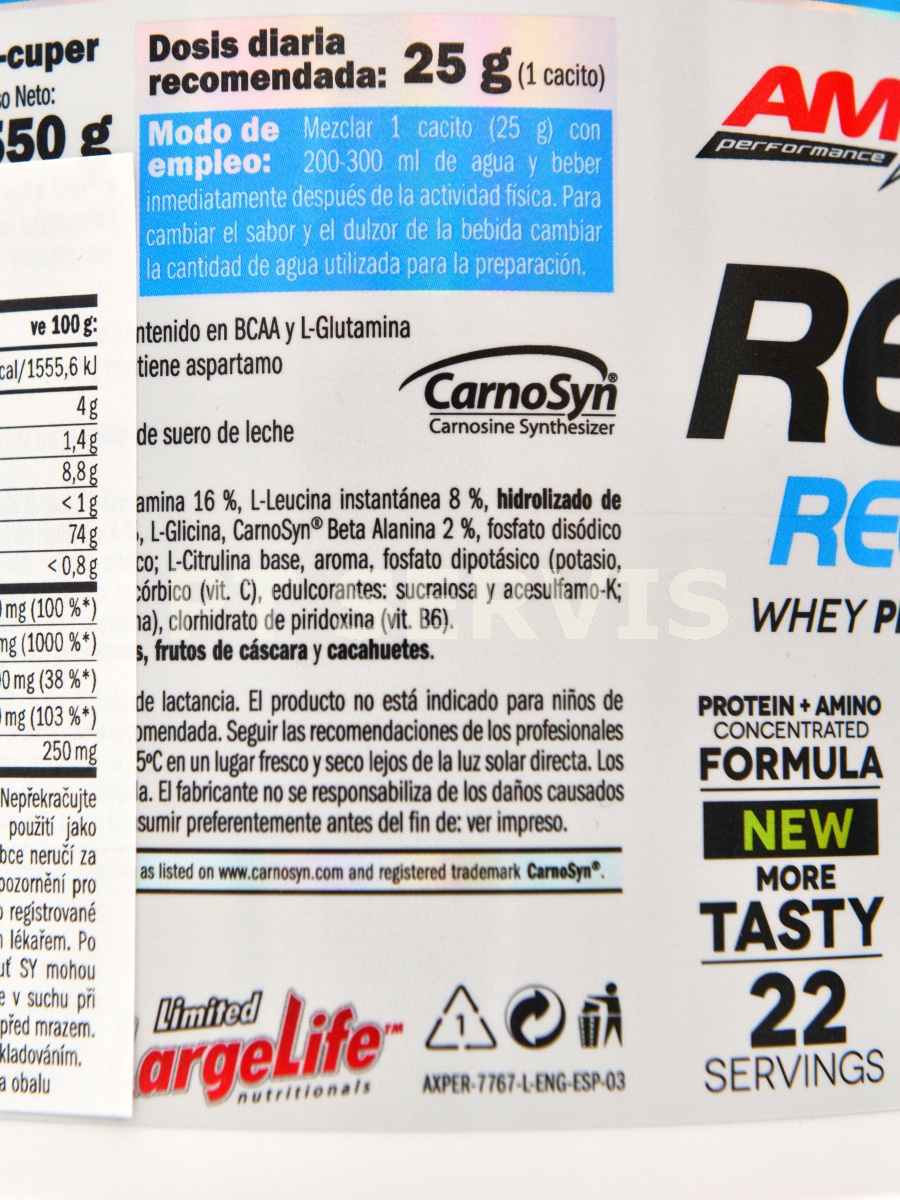 -cuper
o Neto:
550 g
Dosis diaria
recomendada: 25 g (1 cacito)
Modo de empleo: Mezclar 1 cacito (25 g) con
200-300 ml de agua y beber
inmediatamente después de la actividad física. Para
cambiar el sabor y el dulzor de la bebida cambiar
la cantidad de agua utilizada para la preparación.
ntenido en BCAA y L-Glutamina
tiene aspartamo
CarnoSyn®
Carnosine Synthesizer
de suero de leche
amina 16 %, L-Leucina instantánea 8 %, hidrolizado de
, L-Glicina, CarnoSyn® Beta Alanina 2 %, fosfato disódico
co; L-Citrulina base, aroma, fosfato dipotásico (potasio,
córbico (vit. C), edulcorantes: sucralosa y acesulfamo-K;
na), clorhidrato de piridoxina (vit. B6).
s, frutos de cáscara y cacahuetes.
de lactancia. El producto no está indicado para niños de
omendada. Seguir las recomendaciones de los profesionales
5ºC en un lugar fresco y seco lejos de la luz solar directa. Los
a. El fabricante no se responsabiliza de los daños causados
sumir preferentemente antes del fin de: ver impreso.
as listed on www.carnosyn.com and registered trademark CarnoSyn®.
Limited
argeLife™
nutritionals
1
AXPER-7767-L-ENG-ESP-03
ve 100 g:
cal/1555,6 kJ
4 g
1,4 g
8,8 g
< 1 g
74 g
< 0,8 g
mg (100 %*)
mg (1000 %*)
0 mg (38 %*)
mg (103 %*)
250 mg
Nepřekračujte
použití jako
bce neručí za
pozornění pro
registrované
lékařem. Po
uť SY mohou
e v suchu při
před mrazem.
kladováním.
a obalu
AM
performance
Re
RE
WHEY P
PROTEIN + AMINO
CONCENTRATED
FORMULA
NEW
MORE
TASTY
22
SERVINGS
SERVIS